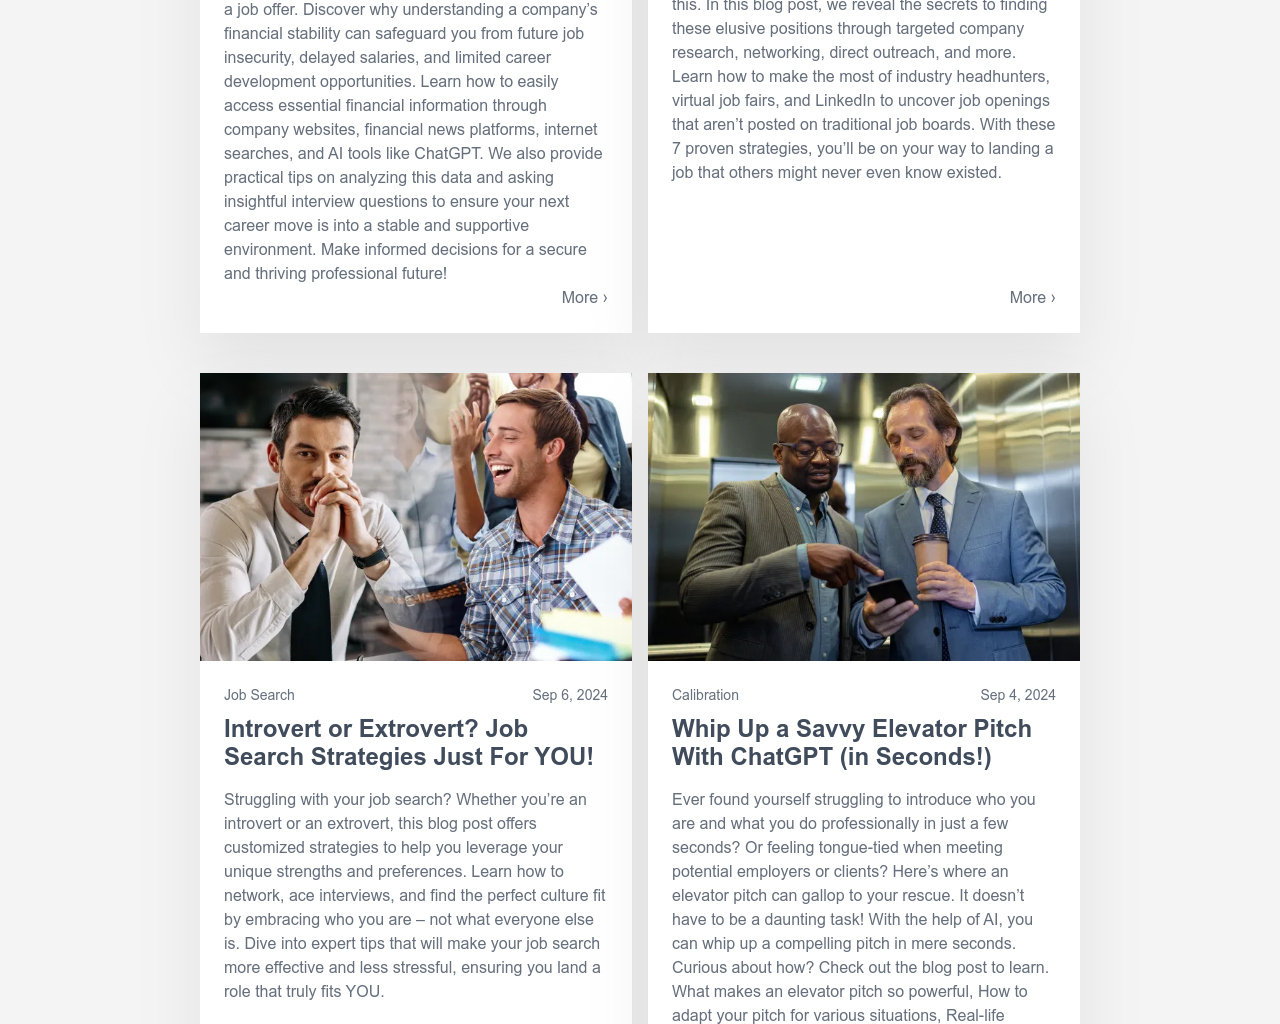 a job offer. Discover why understanding a company’s
financial stability can safeguard you from future job
insecurity, delayed salaries, and limited career
development opportunities. Learn how to easily
access essential financial information through
company websites, financial news platforms, internet
searches, and AI tools like ChatGPT. We also provide
practical tips on analyzing this data and asking
insightful interview questions to ensure your next
career move is into a stable and supportive
environment. Make informed decisions for a secure
and thriving professional future!
More ›
this. In this blog post, we reveal the secrets to finding
these elusive positions through targeted company
research, networking, direct outreach, and more.
Learn how to make the most of industry headhunters,
virtual job fairs, and LinkedIn to uncover job openings
that aren’t posted on traditional job boards. With these
7 proven strategies, you’ll be on your way to landing a
job that others might never even know existed.
More ›
Job Search
Sep 6, 2024
Introvert or Extrovert? Job
Search Strategies Just For YOU!
Struggling with your job search? Whether you’re an
introvert or an extrovert, this blog post offers
customized strategies to help you leverage your
unique strengths and preferences. Learn how to
network, ace interviews, and find the perfect culture fit
by embracing who you are – not what everyone else
is. Dive into expert tips that will make your job search
more effective and less stressful, ensuring you land a
role that truly fits YOU.
Calibration
Sep 4, 2024
Whip Up a Savvy Elevator Pitch
With ChatGPT (in Seconds!)
Ever found yourself struggling to introduce who you
are and what you do professionally in just a few
seconds? Or feeling tongue-tied when meeting
potential employers or clients? Here’s where an
elevator pitch can gallop to your rescue. It doesn’t
have to be a daunting task! With the help of AI, you
can whip up a compelling pitch in mere seconds.
Curious about how? Check out the blog post to learn.
What makes an elevator pitch so powerful, How to
adapt your pitch for various situations, Real-life